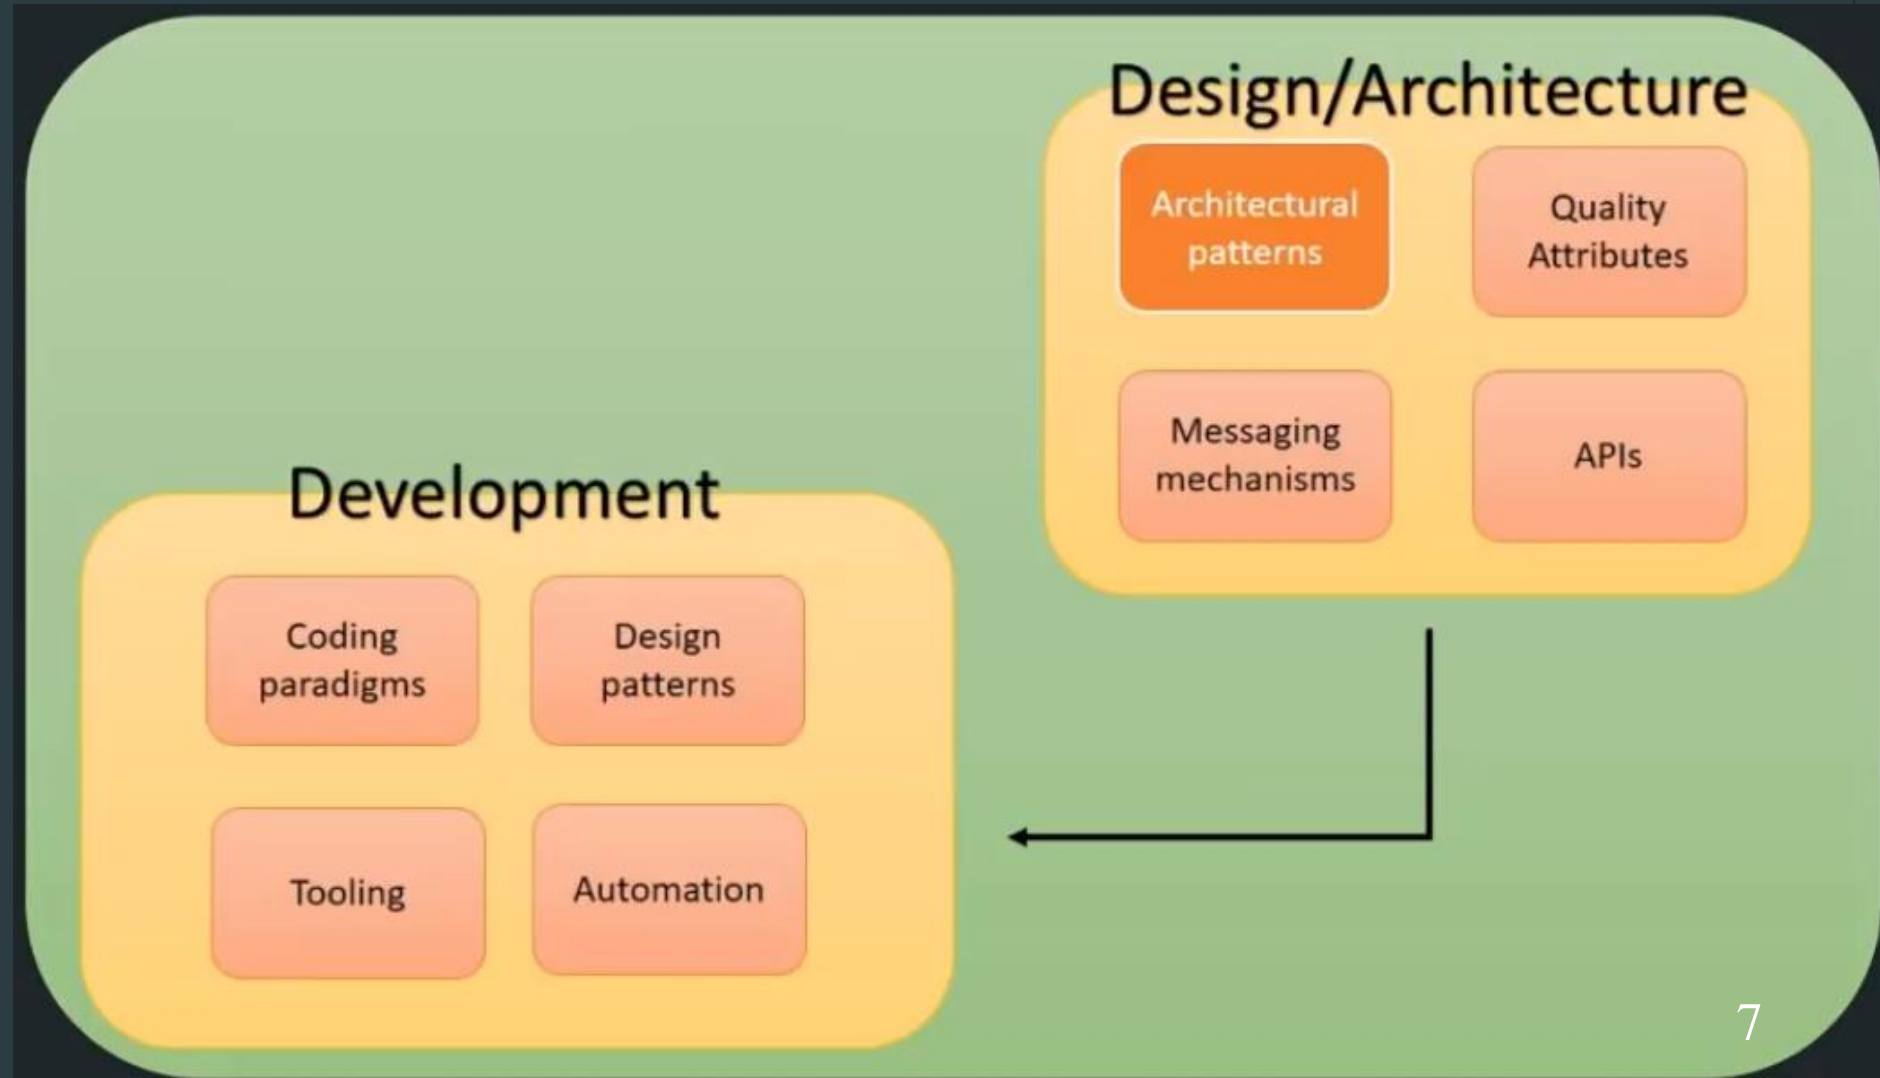 Design/Architecture
Architectural
patterns
Quality
Attributes
Messaging
mechanisms
APIs
Development
Coding
paradigms
Design
patterns
Tooling
Automation
7